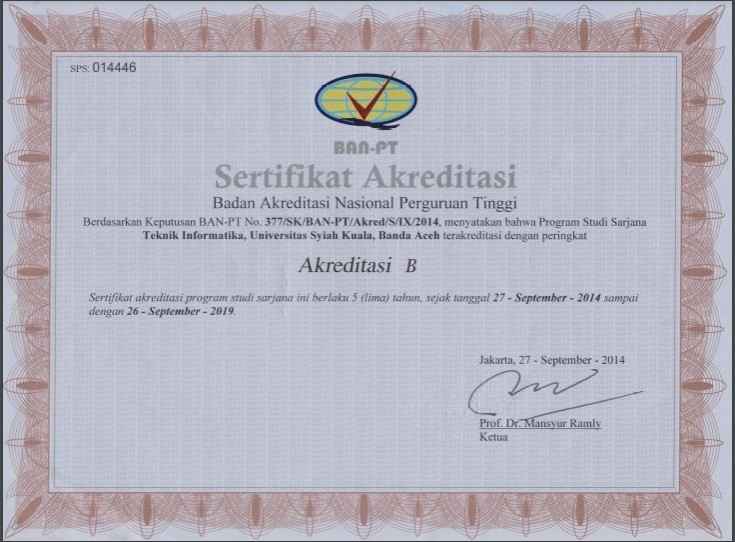 SPS: 014446
BAN-PT
Sertifikat Akreditasi
Badan Akreditasi Nasional Perguruan Tinggi
Berdasarkan Keputusan BAN-PT No. 377/SK/BAN-PT/Akred/S/IX/2014, menyatakan bahwa Program Studi Sarjana
Teknik Informatika, Universitas Syiah Kuala, Banda Aceh terakreditasi dengan peringkat
Akreditasi B
Sertifikat akreditasi program studi sarjana ini berlaku 5 (lima) tahun, sejak tanggal 27 - September - 2014 sampai
dengan 26 - September - 2019.
Jakarta, 27 - September - 2014
Prof. Dr. Mansyur Ramly
Ketua